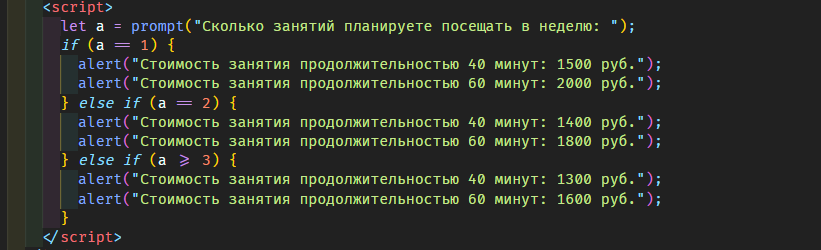 <script>
let a = prompt("Сколько занятий планируете посещать в неделю: ");
if (a == 1) {
alert("Стоимость занятия продолжительностью 40 минут: 1500 руб.");
alert("Стоимость занятия продолжительностью 60 минут: 2000 руб.");
} else if (a == 2) {
alert("Стоимость занятия продолжительностью 40 минут: 1400 руб.");
alert("Стоимость занятия продолжительностью 60 минут: 1800 руб.");
} else if (a >= 3) {
alert("Стоимость занятия продолжительностью 40 минут: 1300 руб.");
alert("Стоимость занятия продолжительностью 60 минут: 1600 руб.");
}
</script>